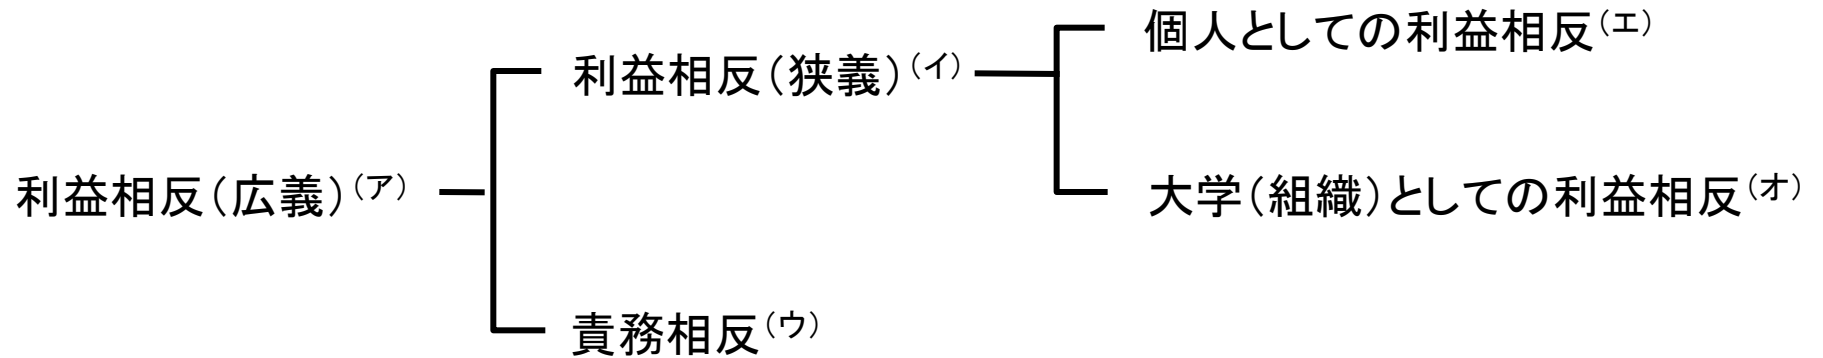 個人としての利益相反(エ)
利益相反(狭義)(イ)
利益相反(広義)(ア)
大学(組織)としての利益相反(オ)
責務相反(ウ)